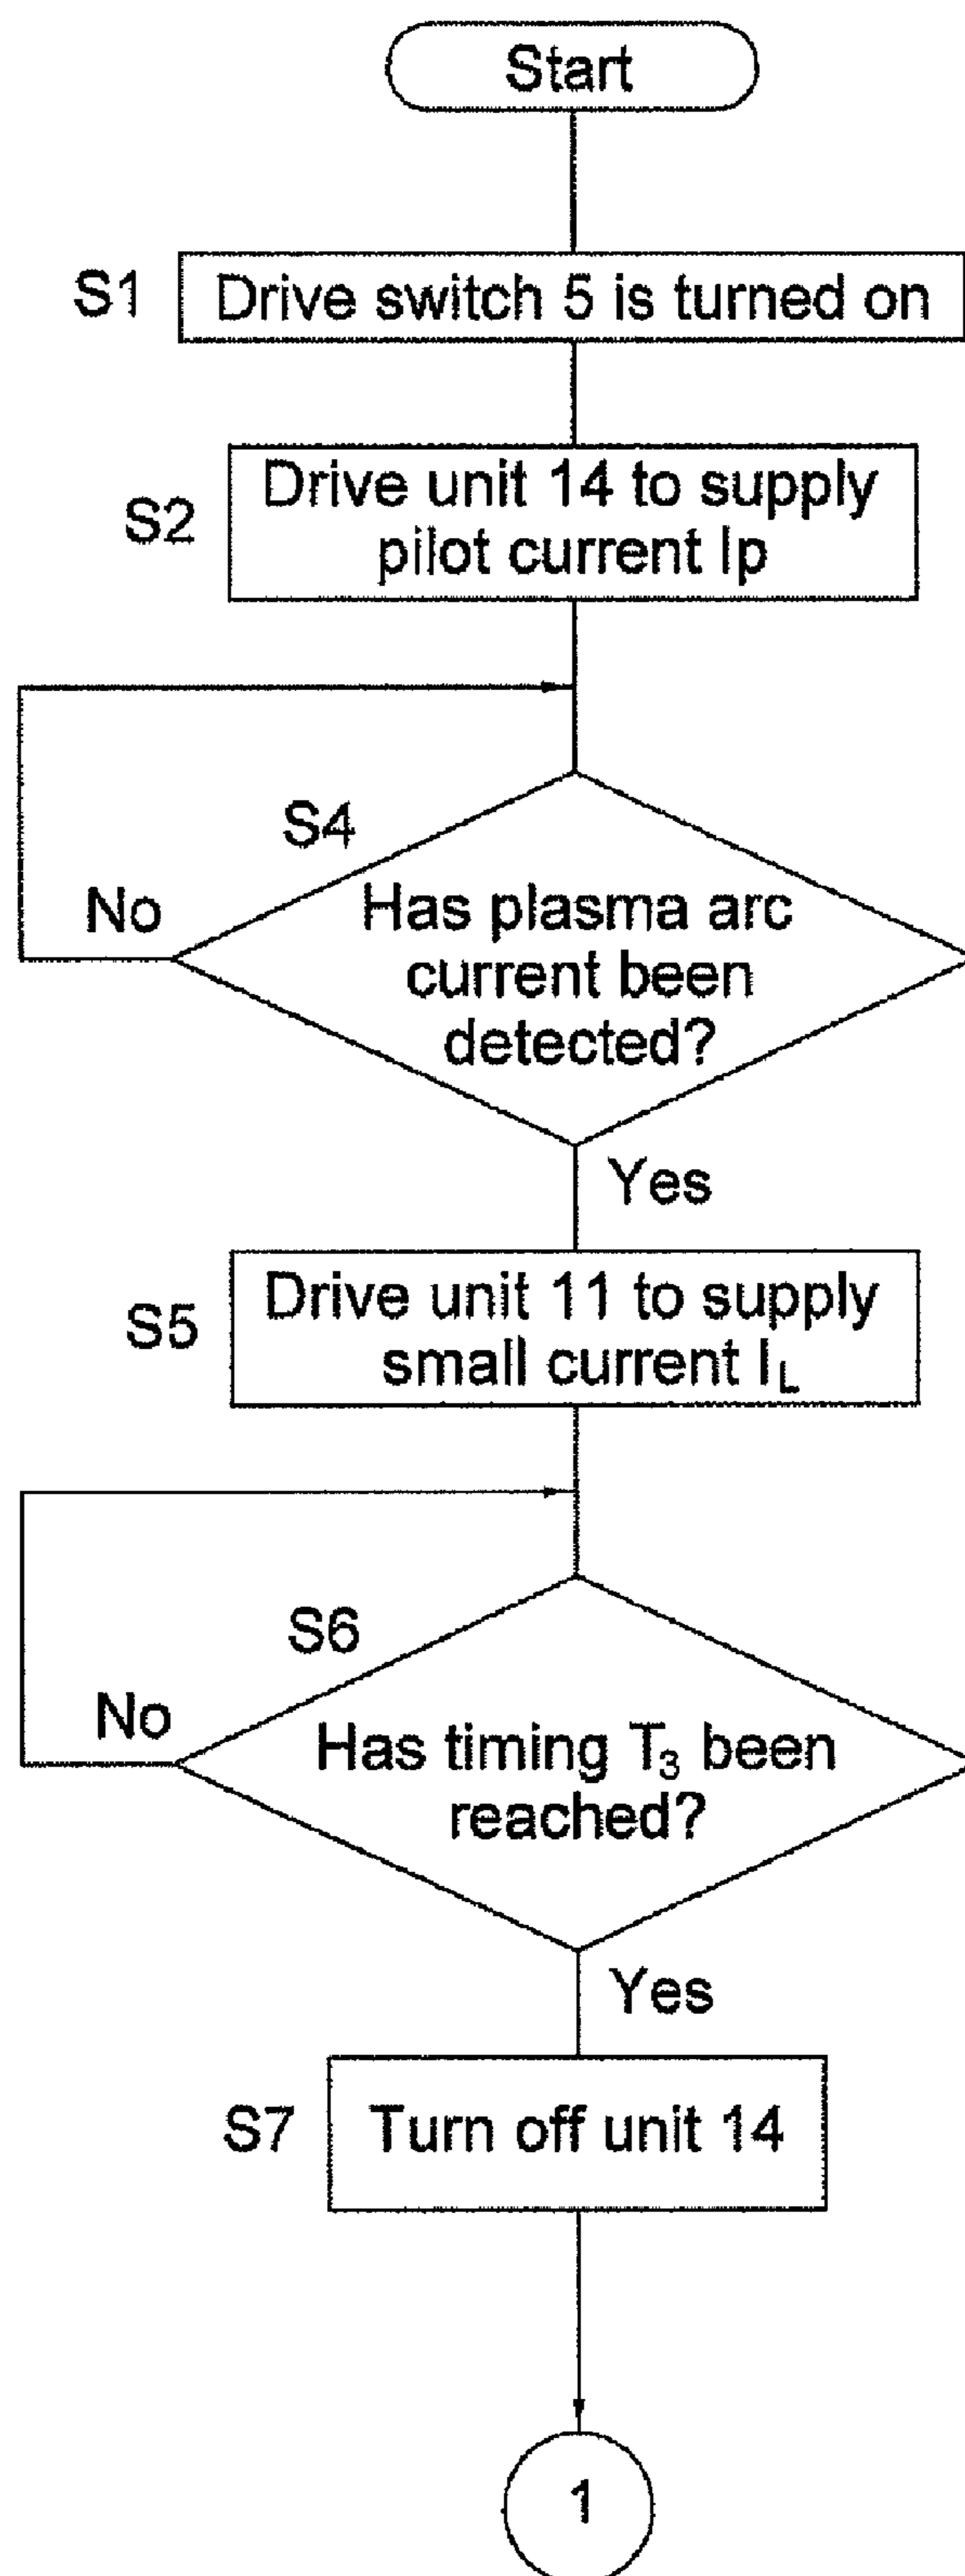 Start
S1
Drive switch 5 is turned on
S2
Drive unit 14 to supply
pilot current Ip
S4
No
Has plasma arc
current been
detected?
Yes
S5
Drive unit 11 to supply
small current I_L
S6
No
Has timing T₃ been
reached?
Yes
S7
Turn off unit 14
1